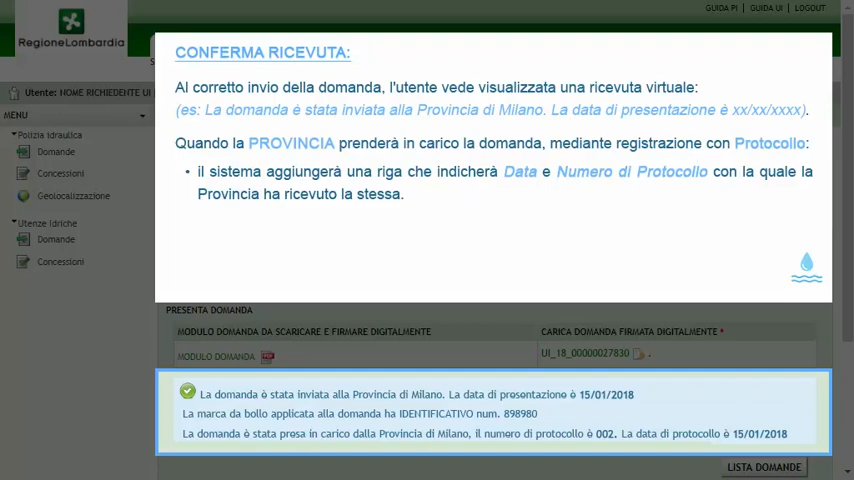 GUIDA PI | GUIDA UI | LOGOUT
RegioneLombardia
Utente: NOME RICHIEDENTE UI
MENU
Polizia idraulica
Domande
Concessioni
Geolocalizzazione
Utenze Idriche
Domande
Concessioni
CONFERMA RICEVUTA:
Al corretto invio della domanda, l'utente vede visualizzata una ricevuta virtuale:
(es: La domanda è stata inviata alla Provincia di Milano. La data di presentazione è xx/xx/xxxx).
Quando la PROVINCIA prenderà in carico la domanda, mediante registrazione con Protocollo:
• il sistema aggiungerà una riga che indicherà Data e Numero di Protocollo con la quale la
Provincia ha ricevuto la stessa.
PRESENTA DOMANDA
MODULO DOMANDA DA SCARICARE E FIRMARE DIGITALMENTE
CARICA DOMANDA FIRMATA DIGITALMENTE *
MODULO DOMANDA
UI_18_00000027830
La domanda è stata inviata alla Provincia di Milano. La data di presentazione è 15/01/2018
La marca da bollo applicata alla domanda ha IDENTIFICATIVO num. 898980
La domanda è stata presa in carico dalla Provincia di Milano, il numero di protocollo è 002. La data di protocollo è 15/01/2018
LISTA DOMANDE